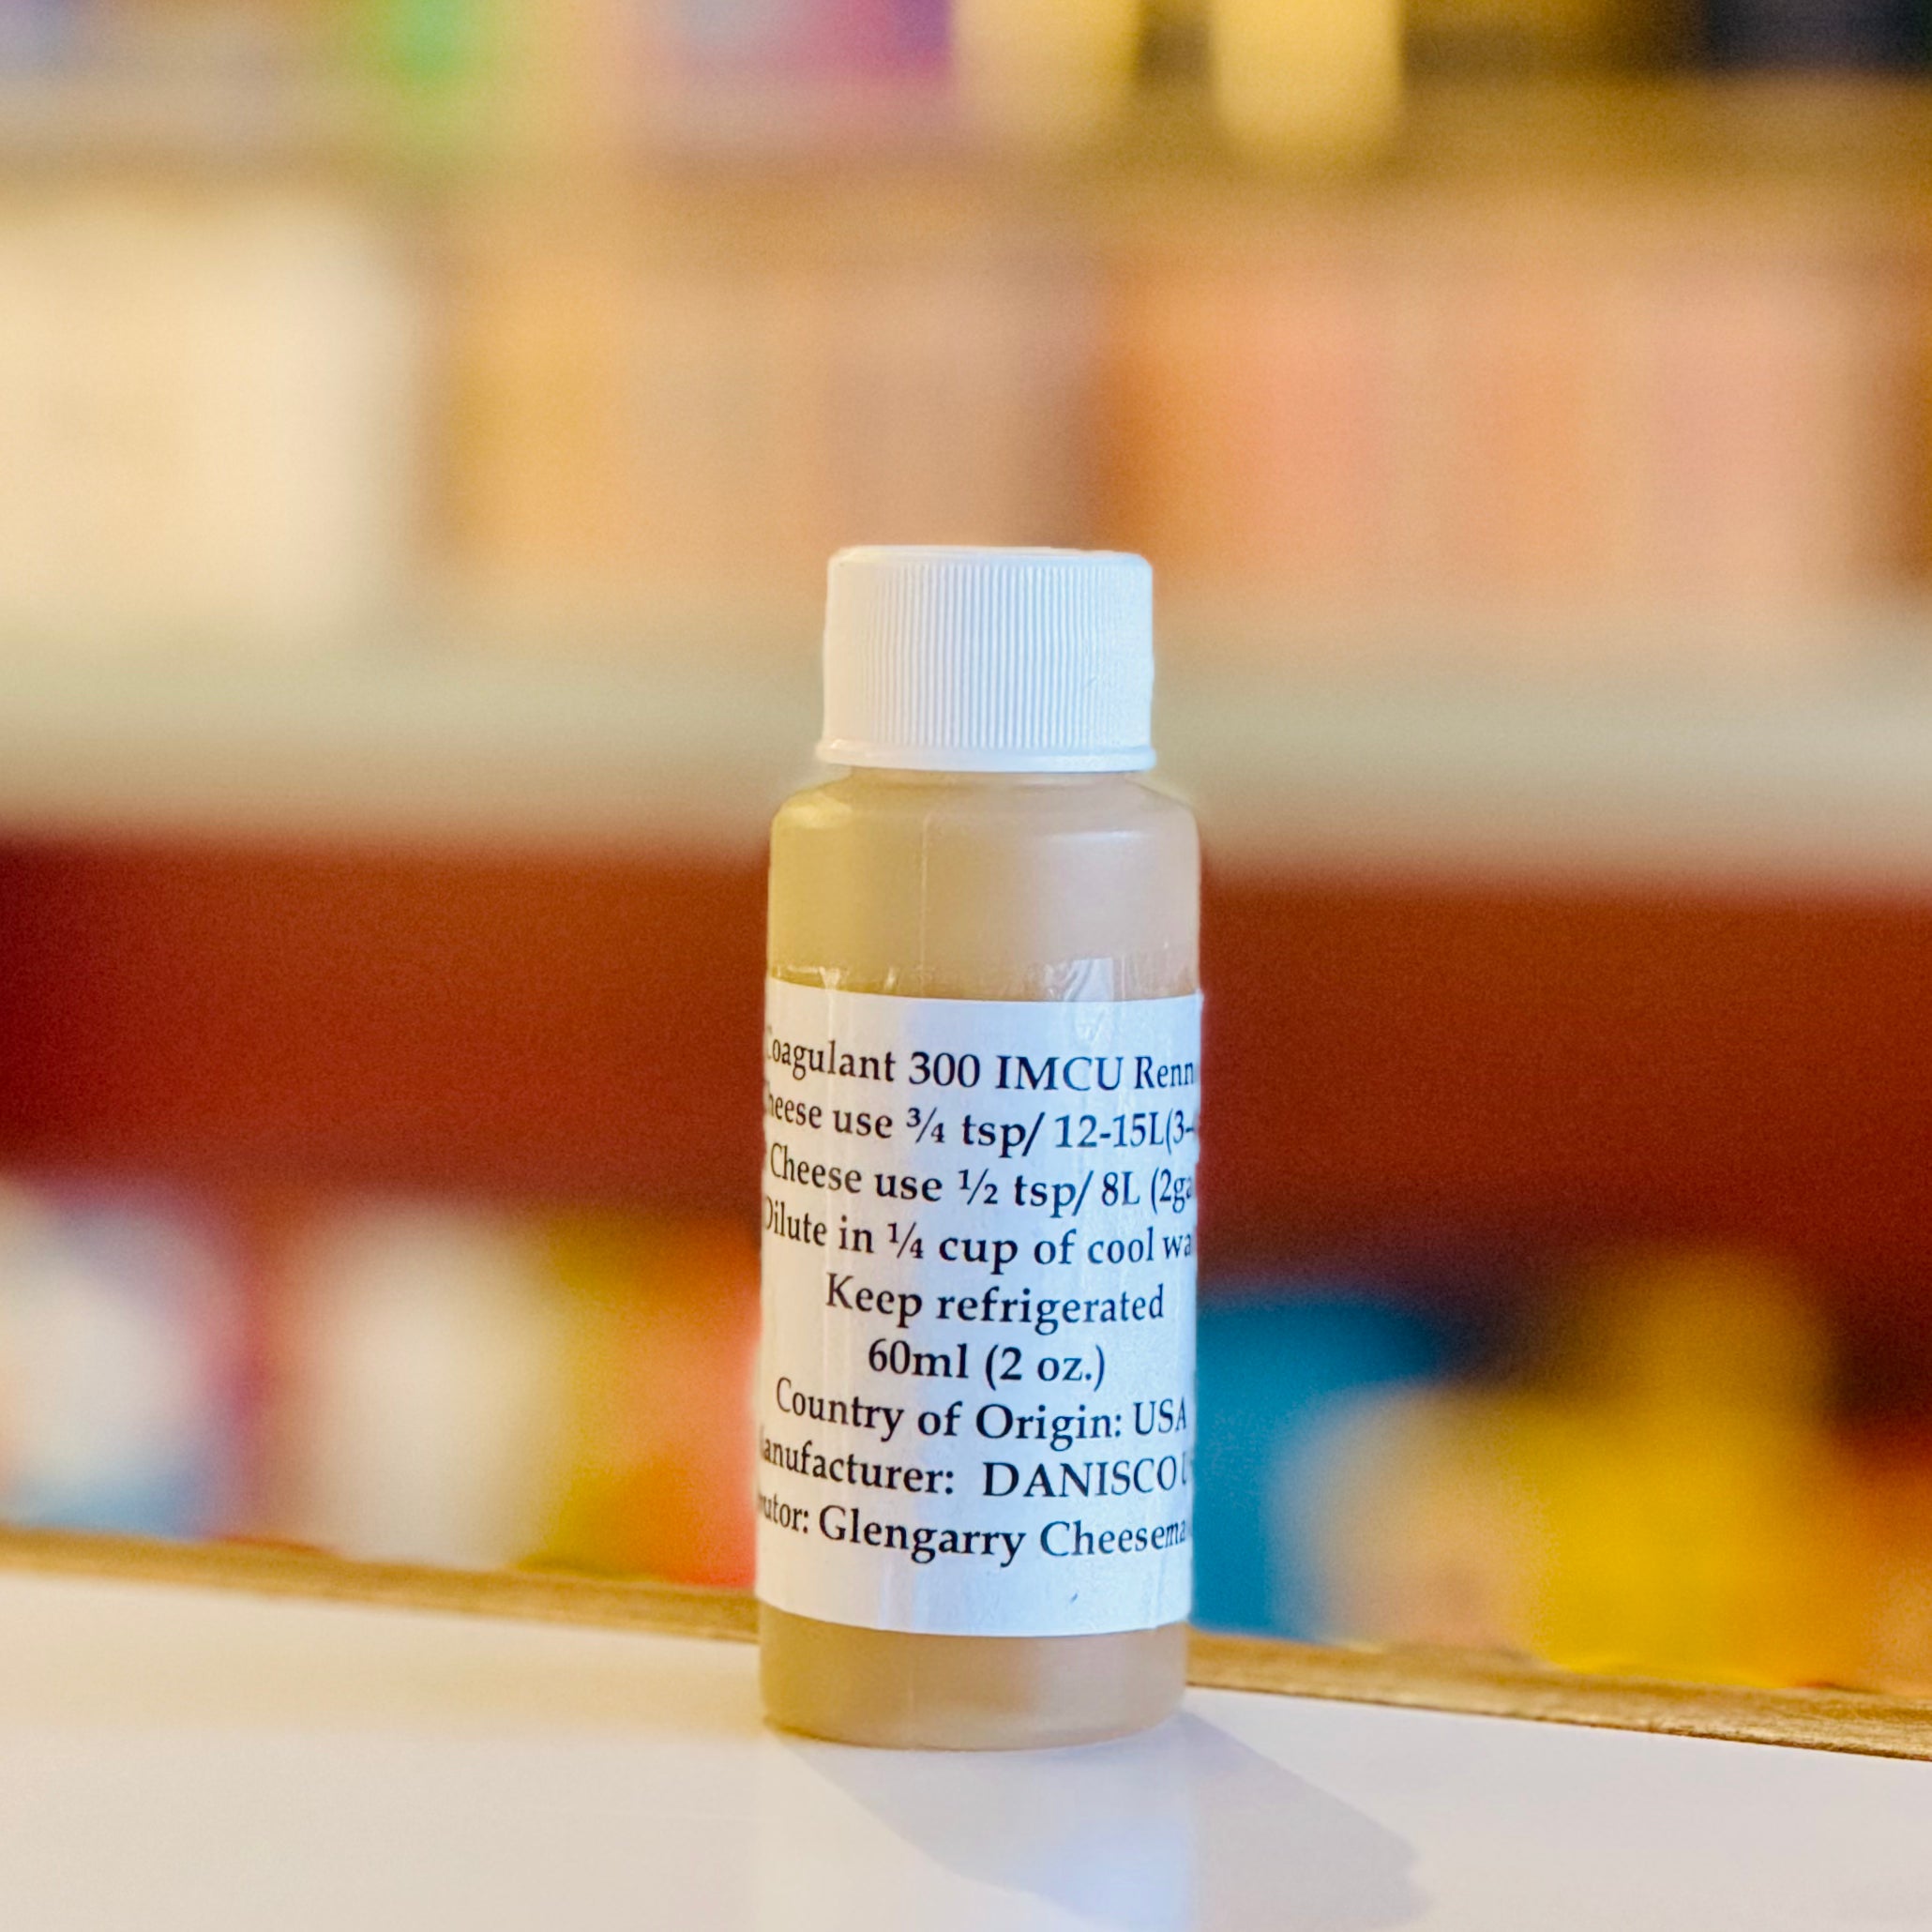 Coagulant 300 IMCU Renn
Cheese use ¾ tsp/ 12-15L(3-
Cheese use ½ tsp/ 8L (2ga
Dilute in ¼ cup of cool wa
Keep refrigerated
60ml (2 oz.)
Country of Origin: USA
anufacturer: DANISCO U
utor: Glengarry Cheesema